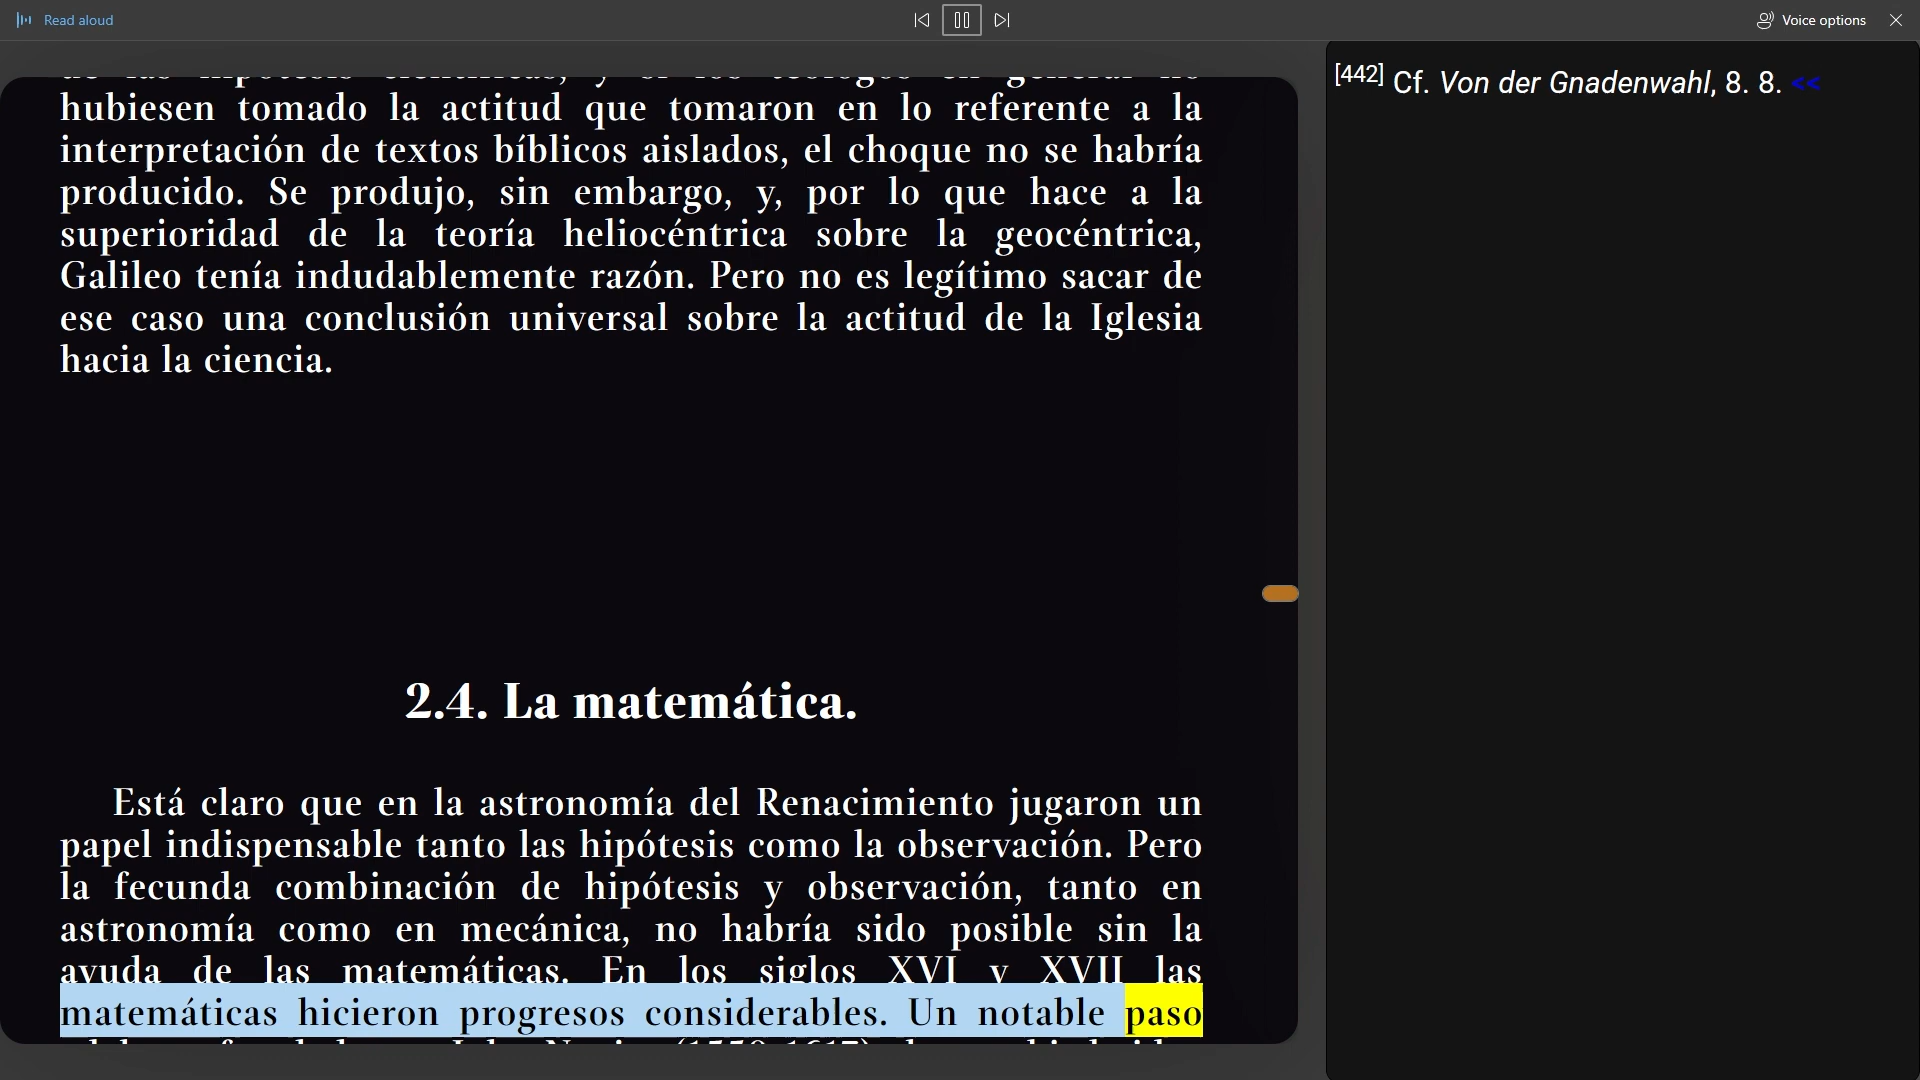 Read aloud
Voice options
hubiesen tomado la actitud que tomaron en lo referente a la
interpretación de textos bíblicos aislados, el choque no se habría
producido. Se produjo, sin embargo, y, por lo que hace a la
superioridad de la teoría heliocéntrica sobre la geocéntrica,
Galileo tenía indudablemente razón. Pero no es legítimo sacar de
ese caso una conclusión universal sobre la actitud de la Iglesia
hacia la ciencia.
2.4. La matemática.
Está claro que en la astronomía del Renacimiento jugaron un
papel indispensable tanto las hipótesis como la observación. Pero
la fecunda combinación de hipótesis y observación, tanto en
astronomía como en mecánica, no habría sido posible sin la
ayuda de las matemáticas. En los siglos XVI y XVII las
matemáticas hicieron progresos considerables. Un notable paso
[442] Cf. Von der Gnadenwahl, 8. 8. <<